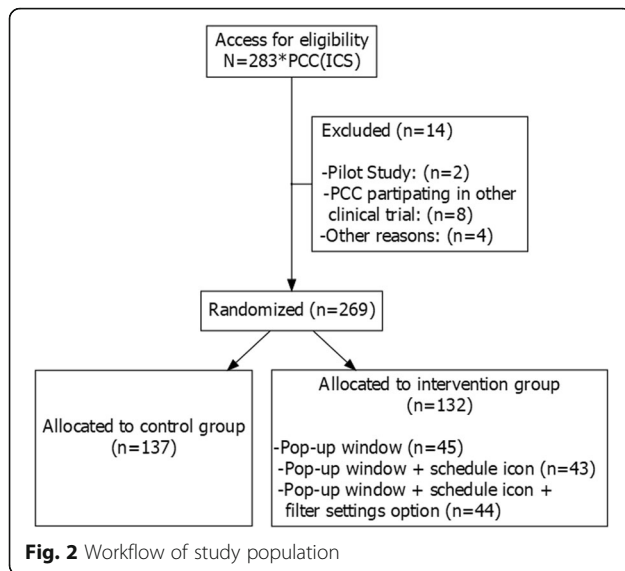 Access for eligibility
N=283*PCC(ICS)
Excluded (n=14)
-Pilot Study: (n=2)
-PCC partipating in other
clinical trial: (n=8)
-Other reasons: (n=4)
Randomized (n=269)
Allocated to control group
(n=137)
Allocated to intervention group
(n=132)
-Pop-up window (n=45)
-Pop-up window + schedule icon (n=43)
-Pop-up window + schedule icon +
filter settings option (n=44)
Fig. 2 Workflow of study population